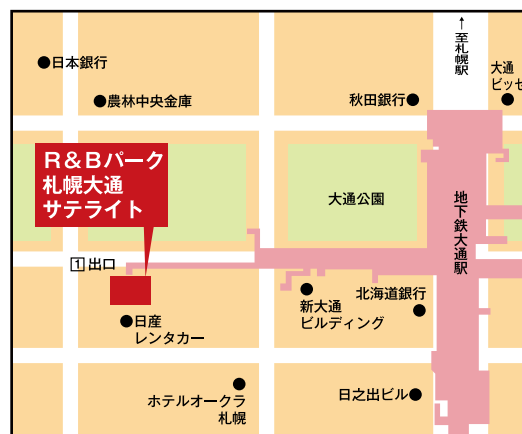 ↑至札幌駅
日本銀行
大通
ビッセ
農林中央金庫
秋田銀行
R&Bパーク
札幌大通
サテライト
大通公園
地下鉄大通駅
1出口
北海道銀行
新大通
ビルディング
日産
レンタカー
日之出ビル
ホテルオークラ
札幌